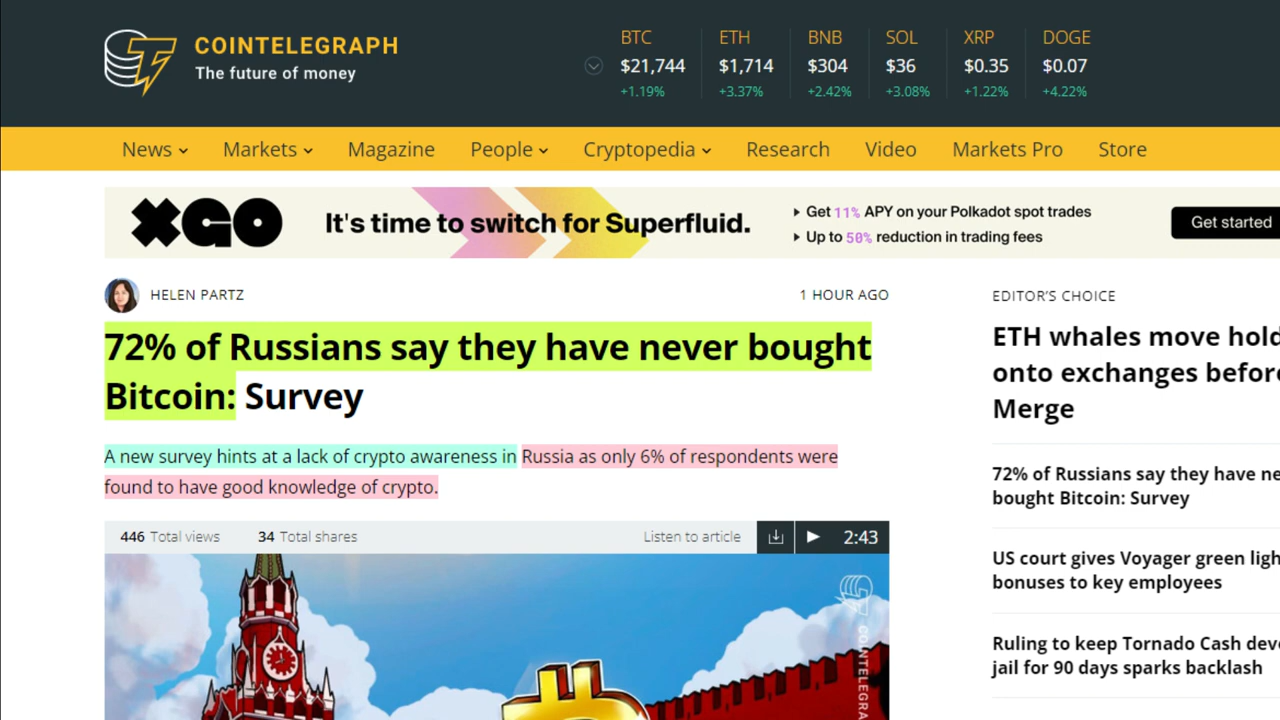 COINTELEGRAPH
The future of money
BTC ETH BNB SOL XRP DOGE
$21,744 $1,714 $304 $36 $0.35 $0.07
+1.19% +3.37% +2.42% +3.08% +1.22% +4.22%
News Markets Magazine People Cryptopedia Research Video Markets Pro Store
XGO
It's time to switch for Superfluid.
Get 11% APY on your Polkadot spot trades
Up to 50% reduction in trading fees
Get started
HELEN PARTZ
1 HOUR AGO
72% of Russians say they have never bought
Bitcoin: Survey
A new survey hints at a lack of crypto awareness in Russia as only 6% of respondents were
found to have good knowledge of crypto.
446 Total views 34 Total shares Listen to article 2:43
COINTELEGRA
EDITOR'S CHOICE
ETH whales move hold
onto exchanges before
Merge
72% of Russians say they have ne
bought Bitcoin: Survey
US court gives Voyager green ligh
bonuses to key employees
Ruling to keep Tornado Cash deve
jail for 90 days sparks backlash